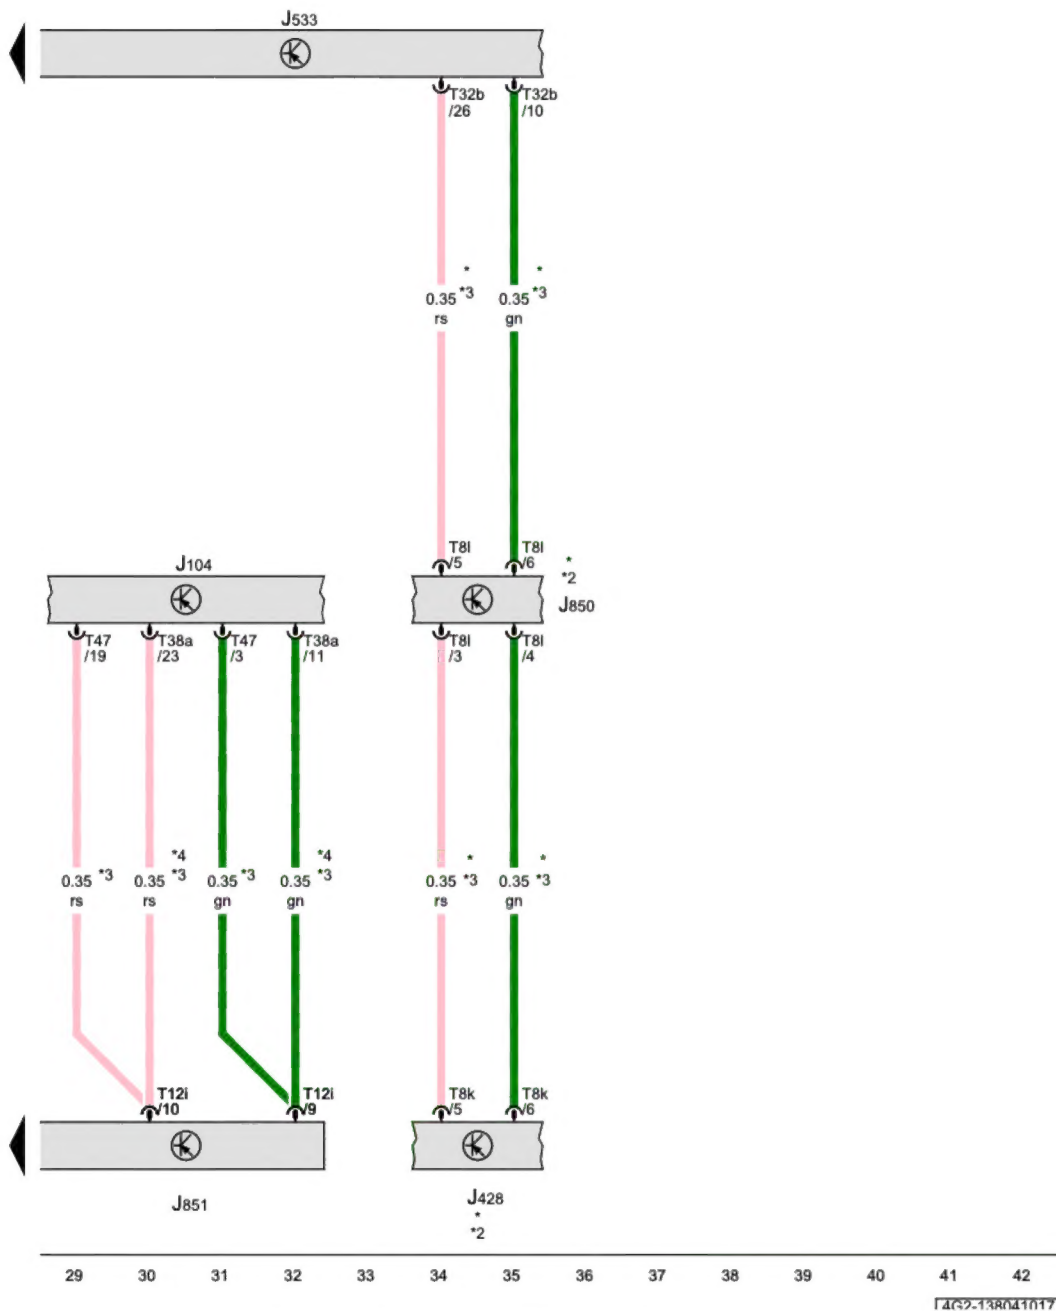 J533
T32b
/26
T32b
/10
*
*
0.35 *3
0.35 *3
rs
gn
T8l
/5
T8l
/6
*
*2
J104
J850
T47
/19
T38a
/23
T47
/3
T38a
/11
T8l
/3
T8l
/4
*4
*4
*
*
0.35 *3
0.35 *3
0.35 *3
0.35 *3
0.35 *3
0.35 *3
rs
rs
gn
gn
rs
gn
T12i
/10
T12i
/9
T8k
/5
T8k
/6
J851
J428
*
*2
29 30 31 32 33 34 35 36 37 38 39 40 41 42
4G2-138041017